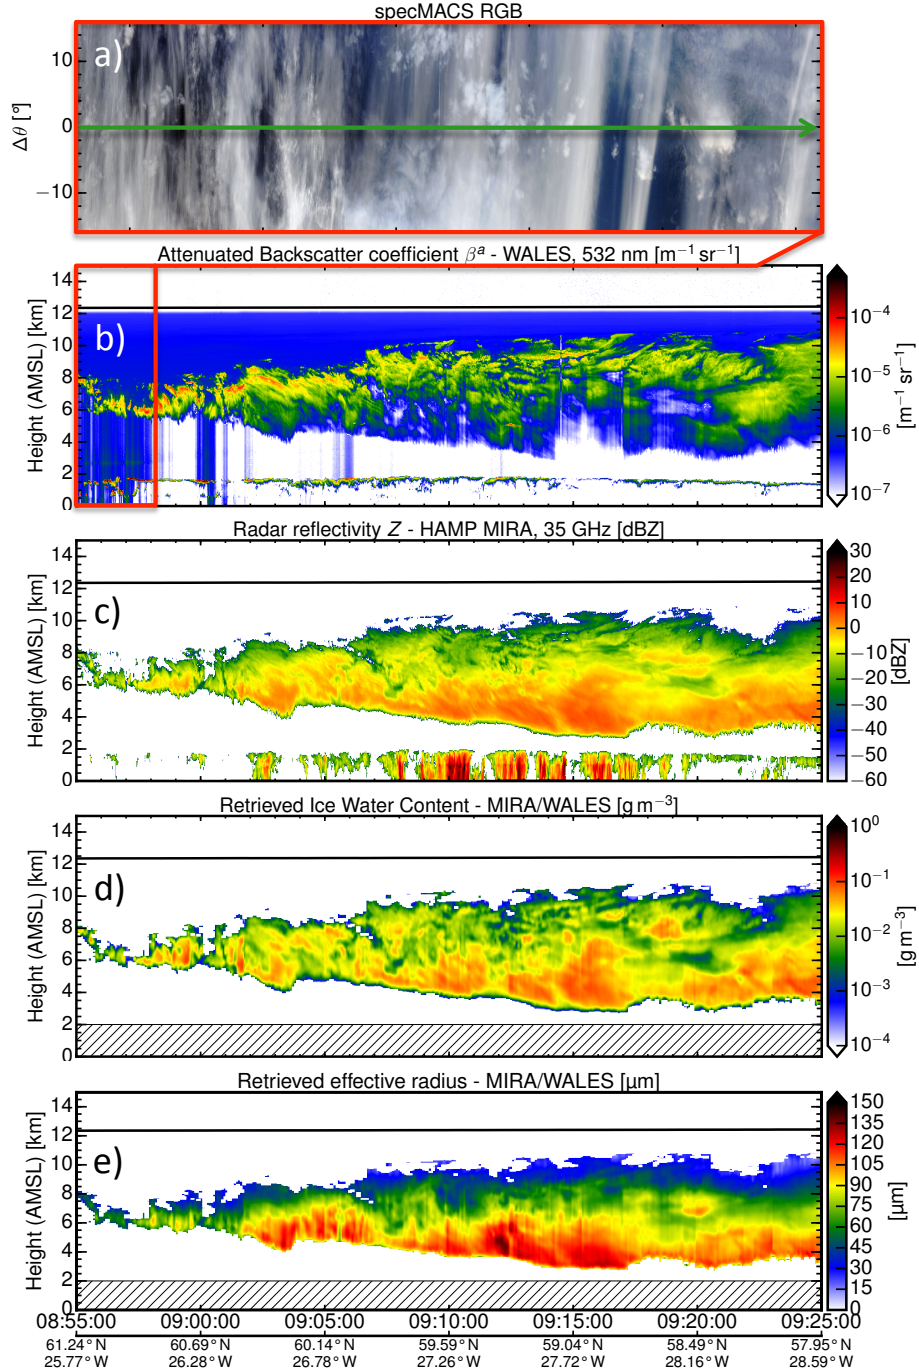 specMACS RGB
a)
10
0
−10
Δθ [°]
Attenuated Backscatter coefficient βᵃ - WALES, 532 nm [m⁻¹ sr⁻¹]
b)
14
12
10
8
6
4
2
0
Height (AMSL) [km]
10⁻⁴
10⁻⁵
10⁻⁶
10⁻⁷
[m⁻¹ sr⁻¹]
Radar reflectivity Z - HAMP MIRA, 35 GHz [dBZ]
c)
14
12
10
8
6
4
2
0
Height (AMSL) [km]
30
20
10
0
−10
−20
−30
−40
−50
−60
[dBZ]
Retrieved Ice Water Content - MIRA/WALES [g m⁻³]
d)
14
12
10
8
6
4
2
0
Height (AMSL) [km]
10⁰
10⁻¹
10⁻²
10⁻³
10⁻⁴
[g m⁻³]
Retrieved effective radius - MIRA/WALES [µm]
e)
14
12
10
8
6
4
2
0
Height (AMSL) [km]
150
135
120
105
90
75
60
45
30
15
0
[µm]
08:55:00 09:00:00 09:05:00 09:10:00 09:15:00 09:20:00 09:25:00
61.24° N 60.69° N 60.14° N 59.59° N 59.04° N 58.49° N 57.95° N
25.77° W 26.28° W 26.78° W 27.26° W 27.72° W 28.16° W 28.59° W